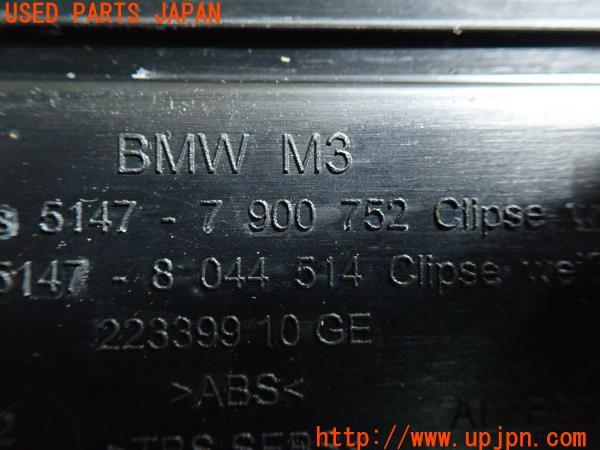 USED PARTS JAPAN
BMW M3
5147 - 7 900 752 Clipse
5147 - 8 044 514 Clipse
223399 10 GE
>ABS<
http://www.upjpn.com/